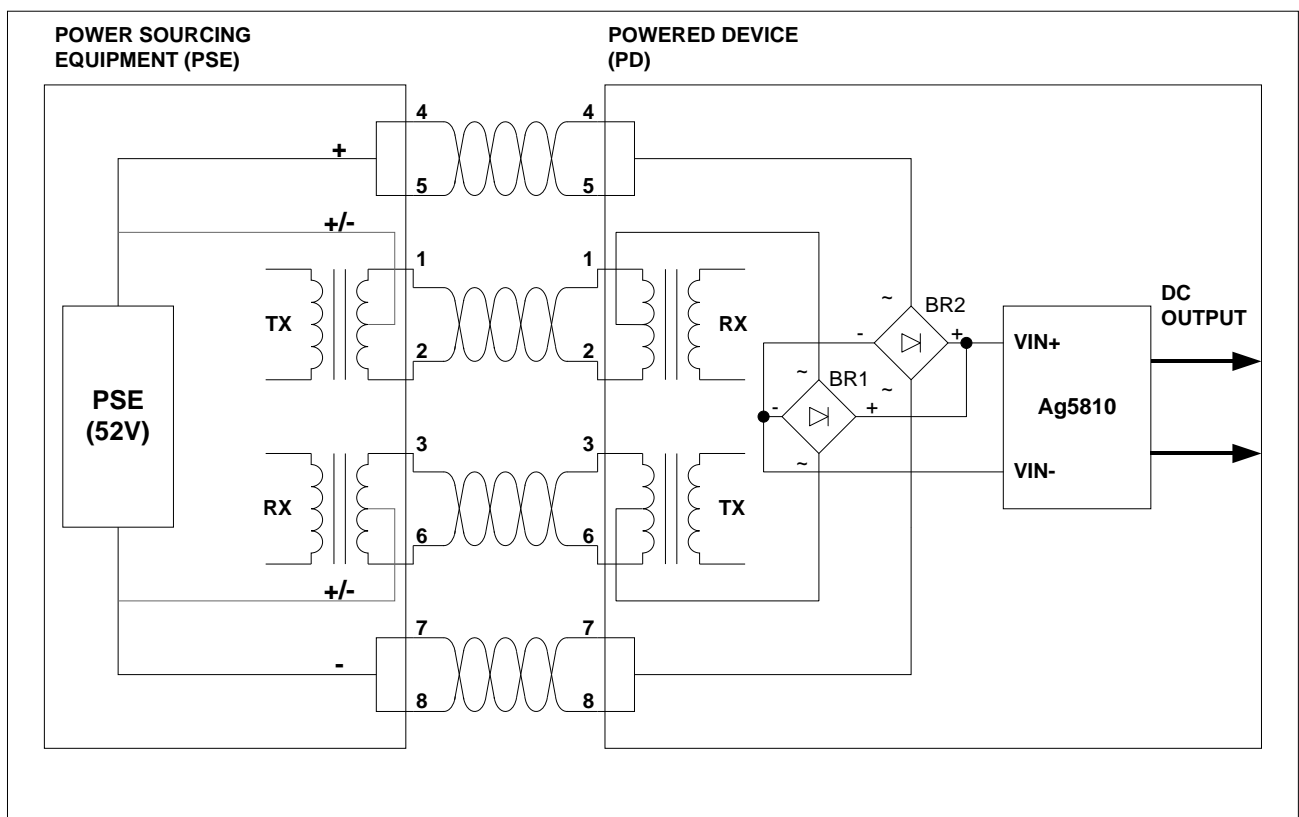 POWER SOURCING
EQUIPMENT (PSE)
POWERED DEVICE
(PD)
4
4
+
5
5
+/-
1
1
TX
RX
2
2
PSE
(52V)
~
BR2
-
+
~
BR1
~
-
+
~
VIN+
Ag5810
VIN-
DC
OUTPUT
3
3
RX
TX
6
6
+/-
7
7
-
8
8